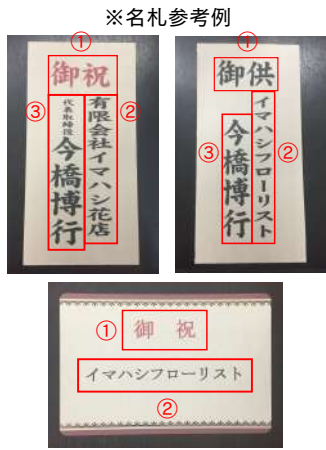 ※名札参考例
①
御祝
②
有限会社イマハシ花店
③
代表取締役 今橋博行
①
御供
②
イマハシフローリスト
③
今橋博行
①
御 祝
イマハシフローリスト
②